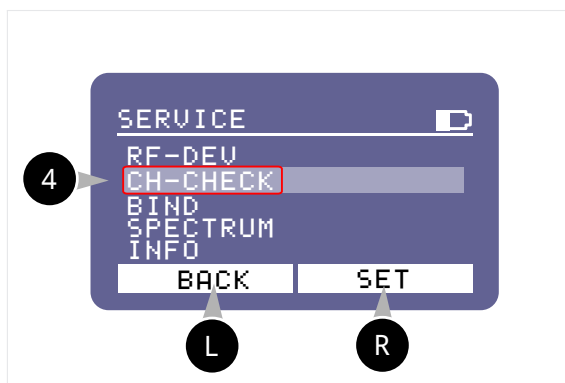 SERVICE
RF-DEV
4
CH-CHECK
BIND
SPECTRUM
INFO
BACK SET
L R